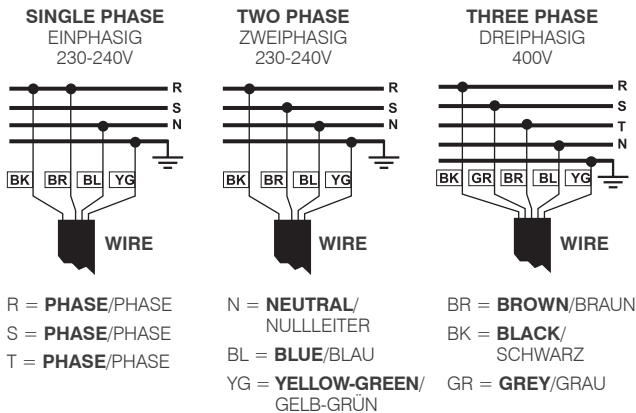 SINGLE PHASE
EINPHASIG
230-240V
R
S
N
BK BR BL YG
WIRE
TWO PHASE
ZWEIPHASIG
230-240V
R
S
N
BK BR BL YG
WIRE
THREE PHASE
DREIPHASIG
400V
R
S
T
N
BK GR BR BL YG
WIRE
R = PHASE/PHASE
S = PHASE/PHASE
T = PHASE/PHASE
N = NEUTRAL/
NULLLEITER
BL = BLUE/BLAU
YG = YELLOW-GREEN/
GELB-GRÜN
BR = BROWN/BRAUN
BK = BLACK/
SCHWARZ
GR = GREY/GRAU